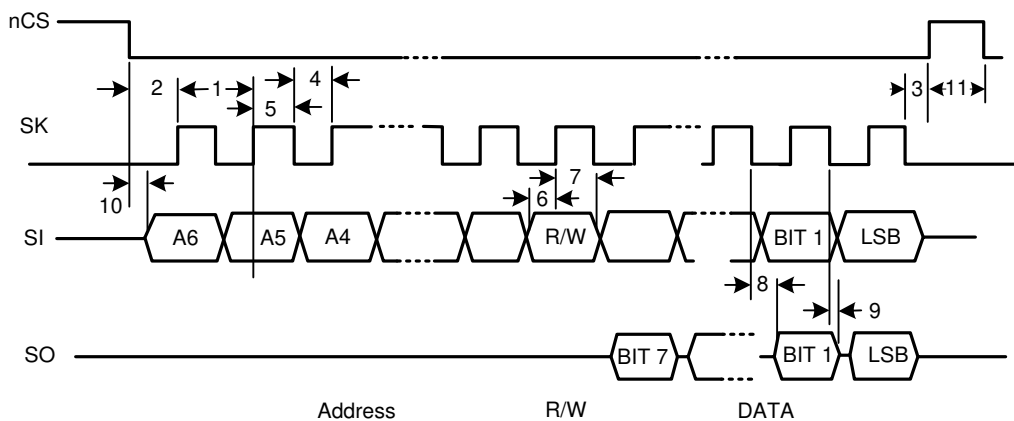 nCS
2
1
4
3
11
5
SK
7
10
6
SI
A6
A5
A4
R/W
BIT 1
LSB
8
9
SO
BIT 7
BIT 1
LSB
Address R/W DATA